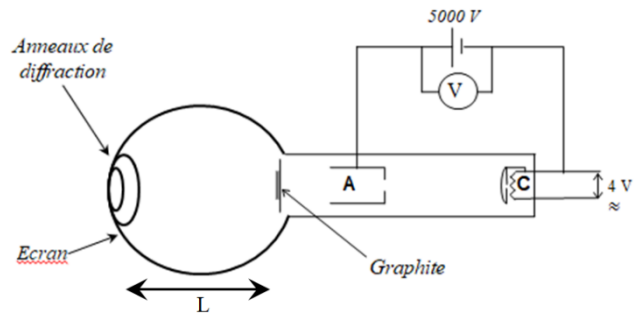 5000 V
Anneaux de
diffraction
V
A
C
4 V
≈
Ecran
Graphite
L